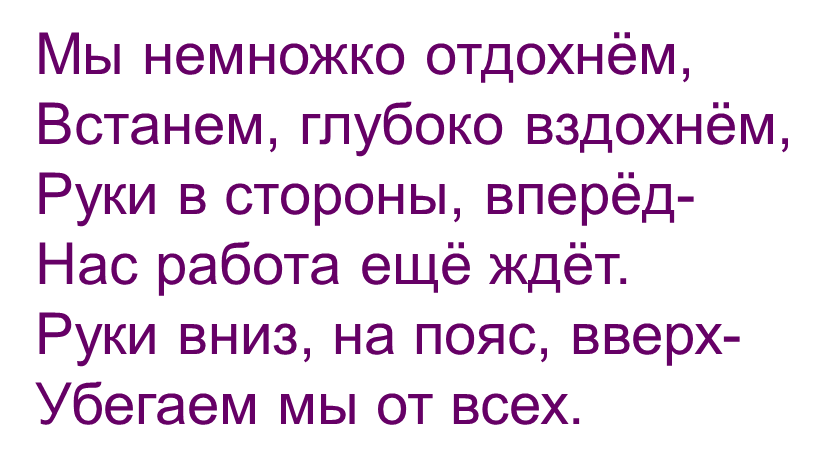 Мы немножко отдохнём,
Встанем, глубоко вздохнём,
Руки в стороны, вперёд-
Нас работа ещё ждёт.
Руки вниз, на пояс, вверх-
Убегаем мы от всех.